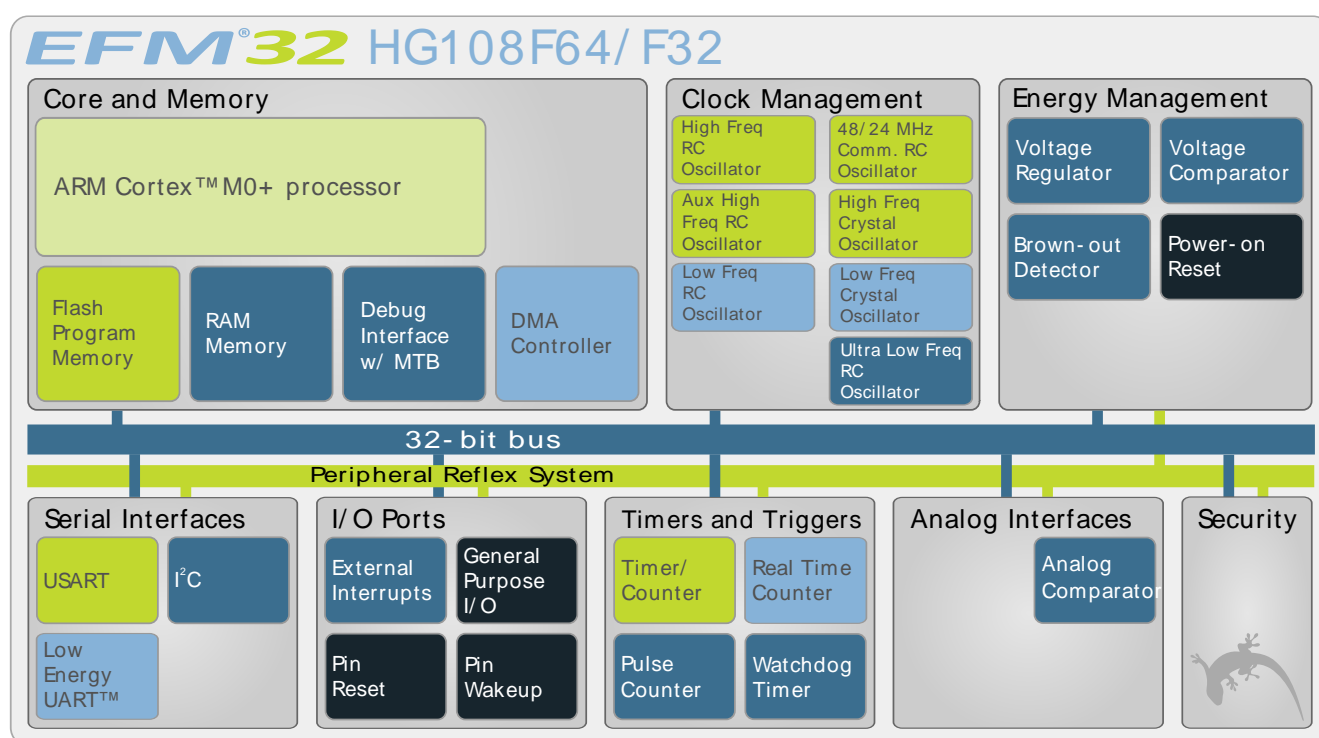 EFM®32 HG108F64/F32
Core and Memory
ARM Cortex™ M0+ processor
Flash
Program
Memory
RAM
Memory
Debug
Interface
w/ MTB
DMA
Controller
Clock Management
High Freq
RC
Oscillator
48/24 MHz
Comm. RC
Oscillator
Aux High
Freq RC
Oscillator
High Freq
Crystal
Oscillator
Low Freq
RC
Oscillator
Low Freq
Crystal
Oscillator
Ultra Low Freq
RC
Oscillator
Energy Management
Voltage
Regulator
Voltage
Comparator
Brown-out
Detector
Power-on
Reset
32-bit bus
Peripheral Reflex System
Serial Interfaces
USART
I²C
Low
Energy
UART™
I/O Ports
External
Interrupts
General
Purpose
I/O
Pin
Reset
Pin
Wakeup
Timers and Triggers
Timer/
Counter
Real Time
Counter
Pulse
Counter
Watchdog
Timer
Analog Interfaces
Analog
Comparator
Security